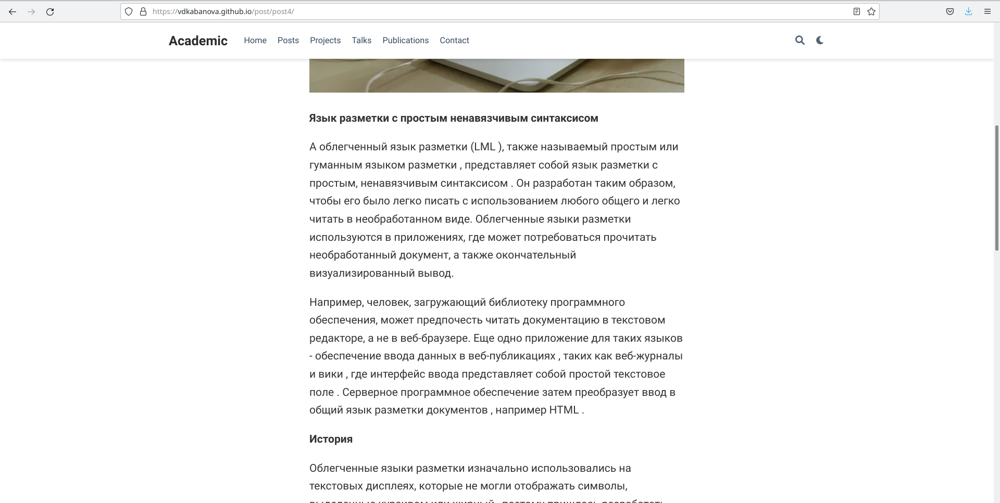 https://vdkabanova.github.io/post/post4/
Academic Home Posts Projects Talks Publications Contact
Язык разметки с простым ненавязчивым синтаксисом
А облегченный язык разметки (LML ), также называемый простым или
гуманным языком разметки , представляет собой язык разметки с
простым, ненавязчивым синтаксисом . Он разработан таким образом,
чтобы его было легко писать с использованием любого общего и легко
читать в необработанном виде. Облегченные языки разметки
используются в приложениях, где может потребоваться прочитать
необработанный документ, а также окончательный
визуализированный вывод.
Например, человек, загружающий библиотеку программного
обеспечения, может предпочесть читать документацию в текстовом
редакторе, а не в веб-браузере. Еще одно приложение для таких языков
- обеспечение ввода данных в веб-публикациях , таких как веб-журналы
и вики , где интерфейс ввода представляет собой простой текстовое
поле . Серверное программное обеспечение затем преобразует ввод в
общий язык разметки документов , например HTML .
История
Облегченные языки разметки изначально использовались на
текстовых дисплеях, которые не могли отображать символы,